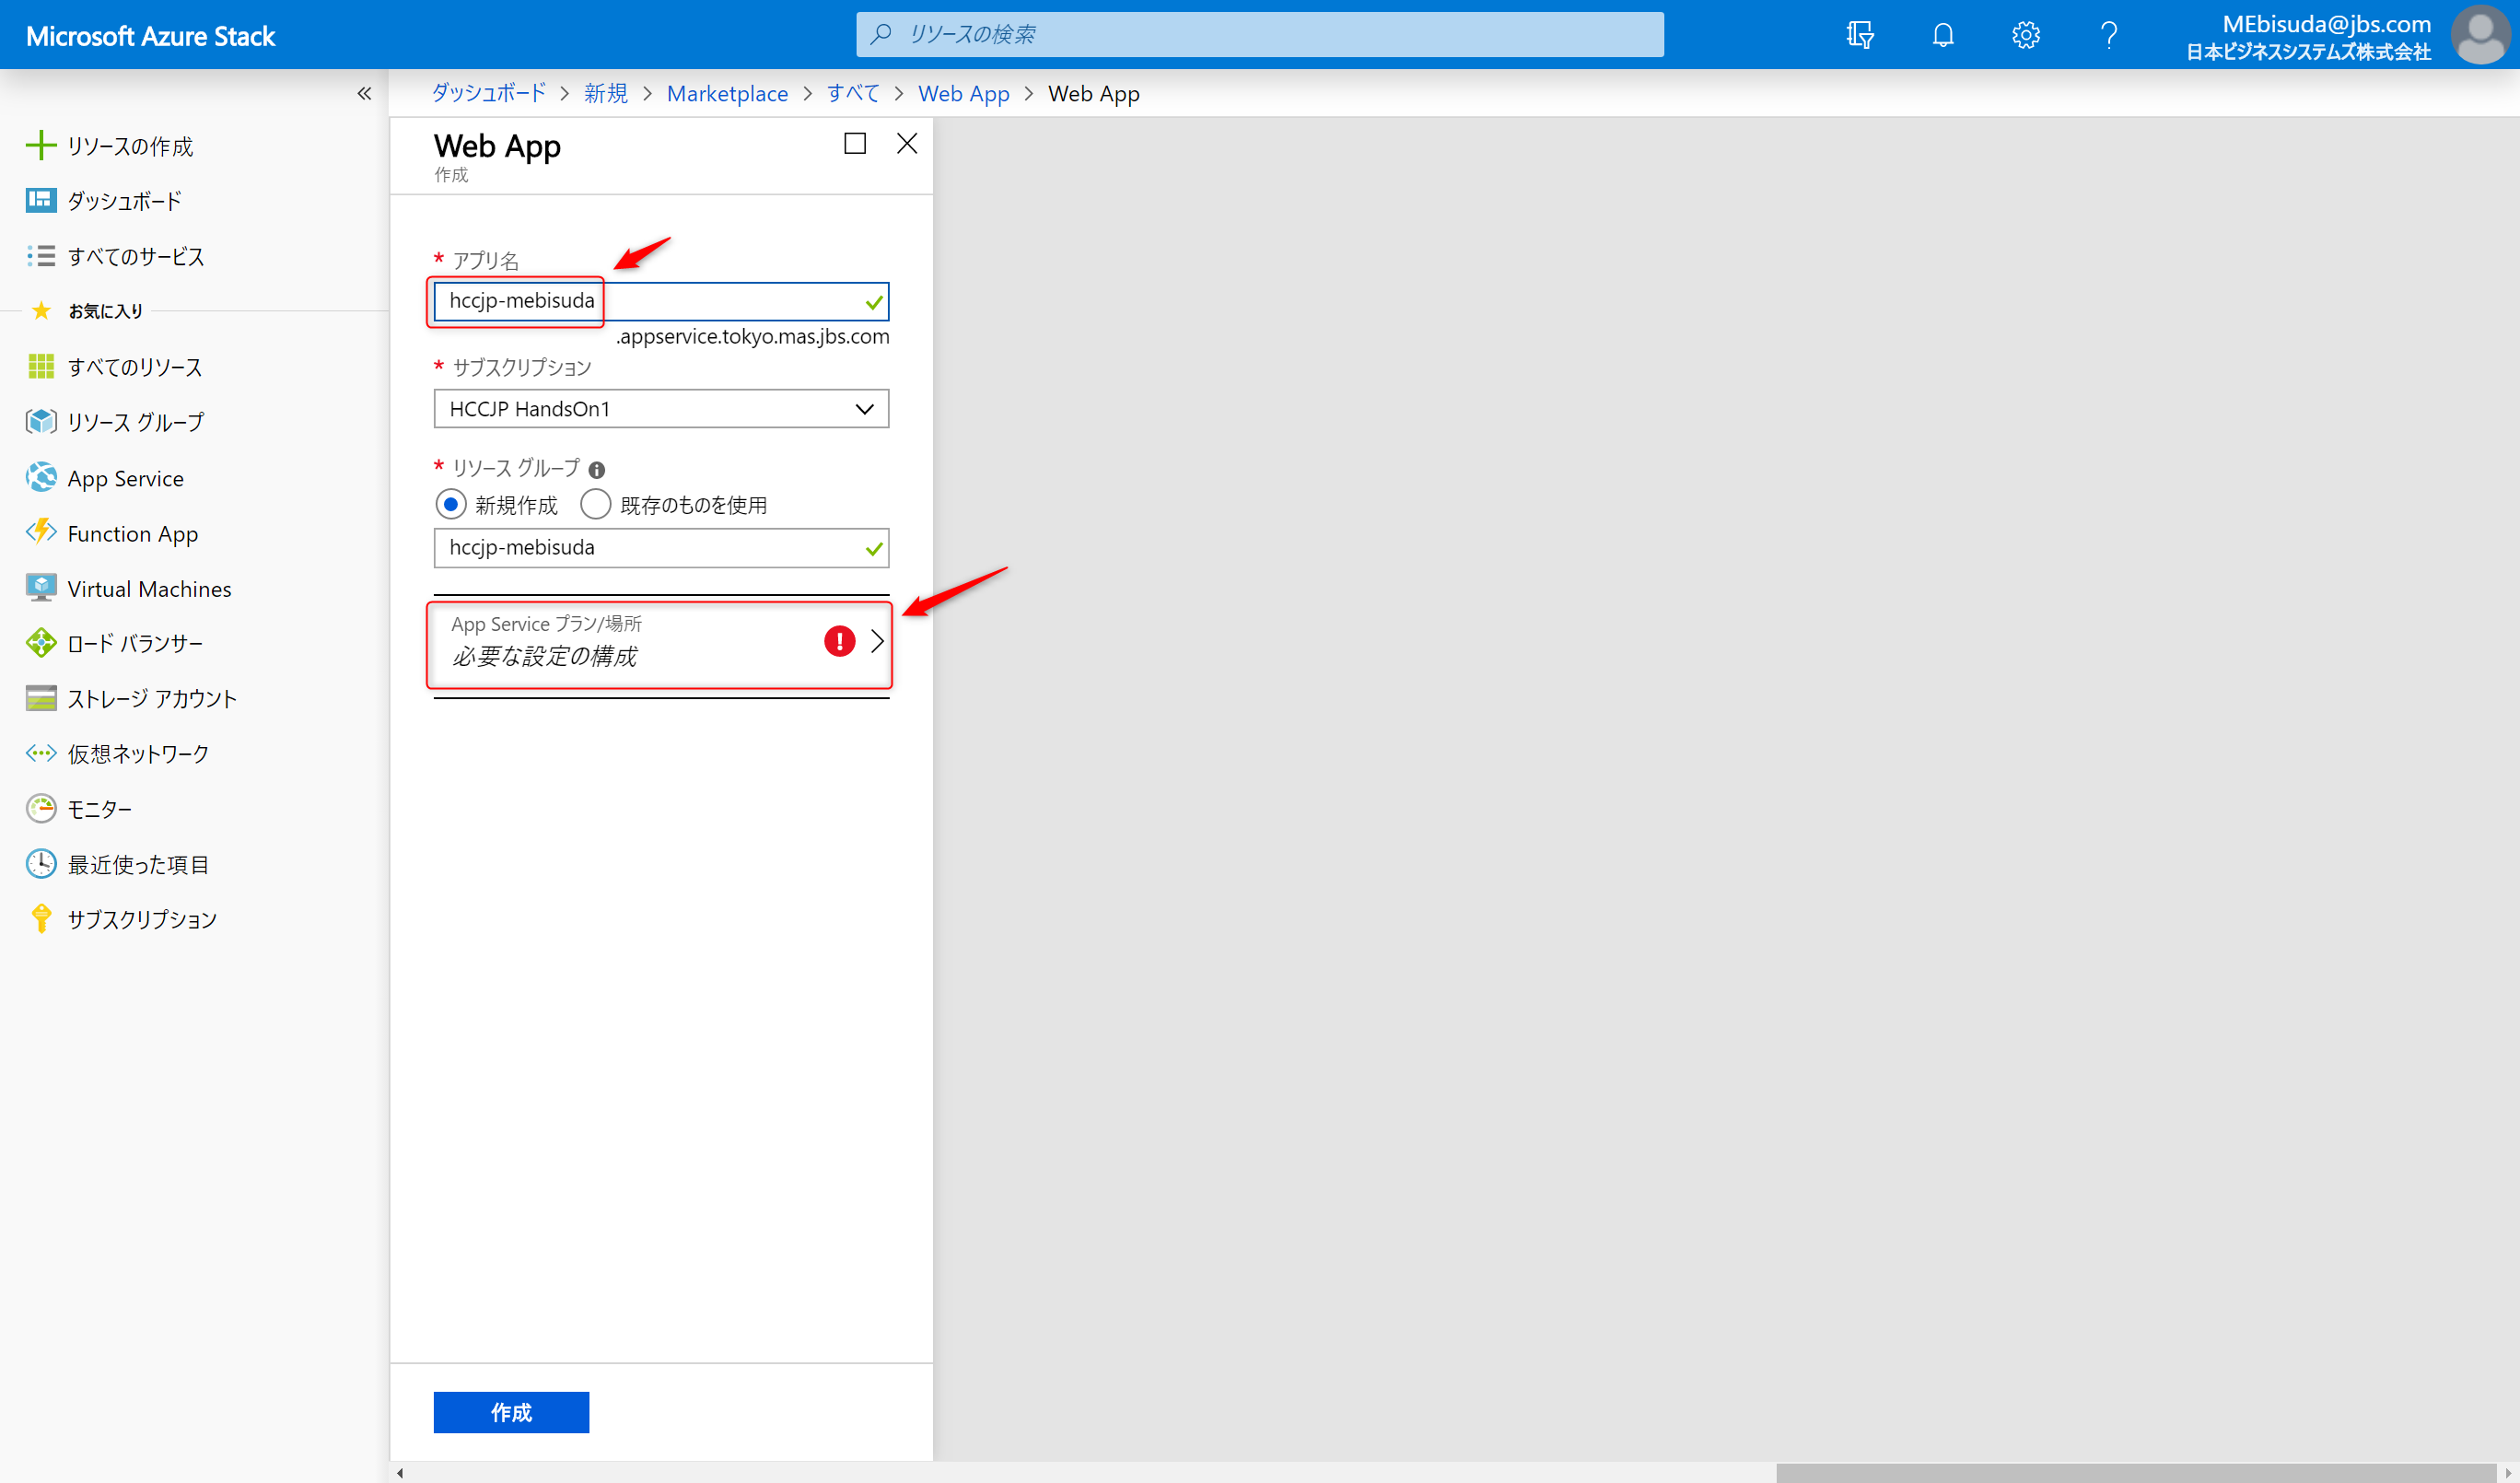 Microsoft Azure Stack
リソースの検索
MEbisuda@jbs.com
日本ビジネスシステムズ株式会社
ダッシュボード > 新規 > Marketplace > すべて > Web App > Web App
リソースの作成
ダッシュボード
すべてのサービス
お気に入り
すべてのリソース
リソース グループ
App Service
Function App
Virtual Machines
ロード バランサー
ストレージ アカウント
仮想ネットワーク
モニター
最近使った項目
サブスクリプション
Web App
作成
* アプリ名
hccjp-mebisuda
.appservice.tokyo.mas.jbs.com
* サブスクリプション
HCCJP HandsOn1
* リソース グループ
新規作成 既存のものを使用
hccjp-mebisuda
App Service プラン/場所
必要な設定の構成
作成